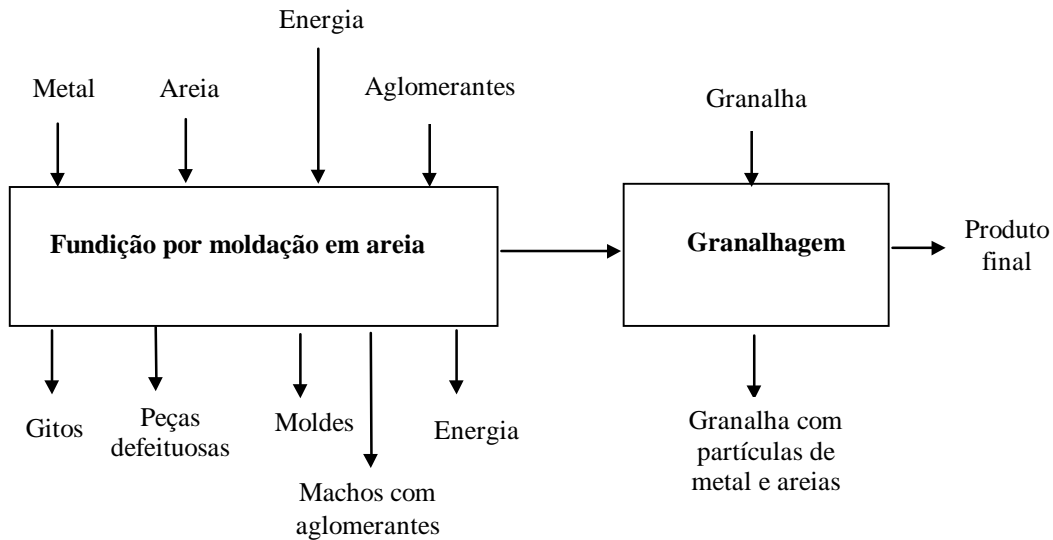 Energia
Metal
Areia
Aglomerantes
Granalha
Fundição por moldação em areia
Granalhagem
Produto
final
Gitos
Peças
defeituosas
Moldes
Energia
Machos com
aglomerantes
Granalha com
partículas de
metal e areias